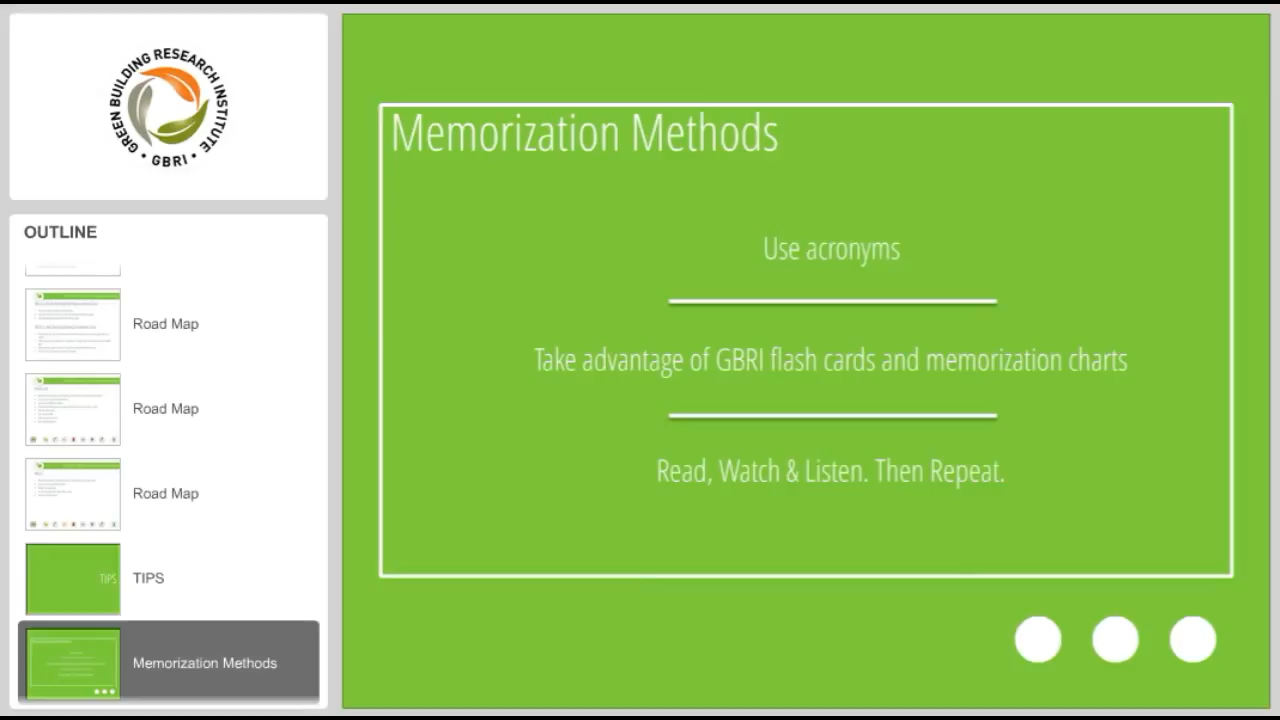 GREEN BUILDING RESEARCH INSTITUTE
• GBRI •
OUTLINE
Road Map
Road Map
Road Map
TIPS
TIPS
Memorization Methods
Memorization Methods
Use acronyms
Take advantage of GBRI flash cards and memorization charts
Read, Watch & Listen. Then Repeat.